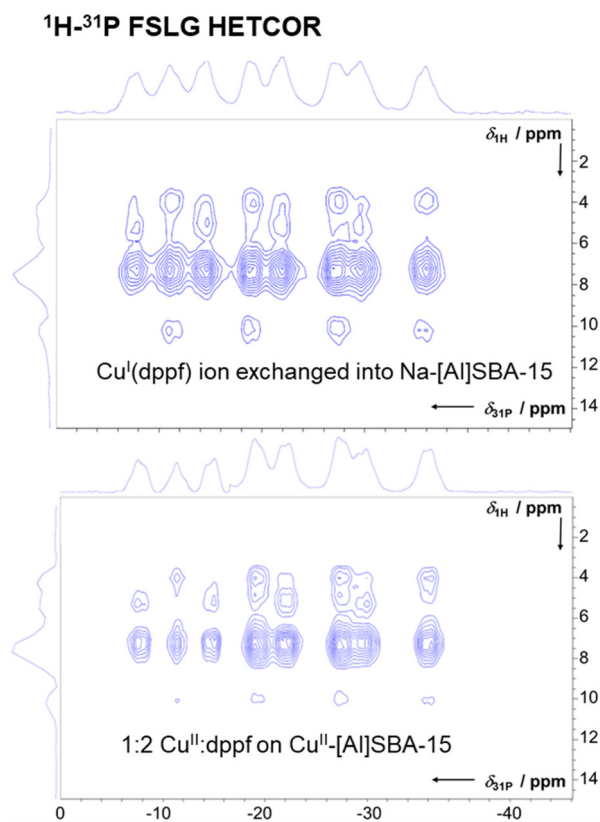 ¹H-³¹P FSLG HETCOR
δ1H / ppm
2
4
6
8
10
12
14
Cuᴵ(dppf) ion exchanged into Na-[Al]SBA-15
δ31P / ppm
δ1H / ppm
2
4
6
8
10
12
14
1:2 Cuᴵᴵ:dppf on Cuᴵᴵ-[Al]SBA-15
δ31P / ppm
0 -10 -20 -30 -40